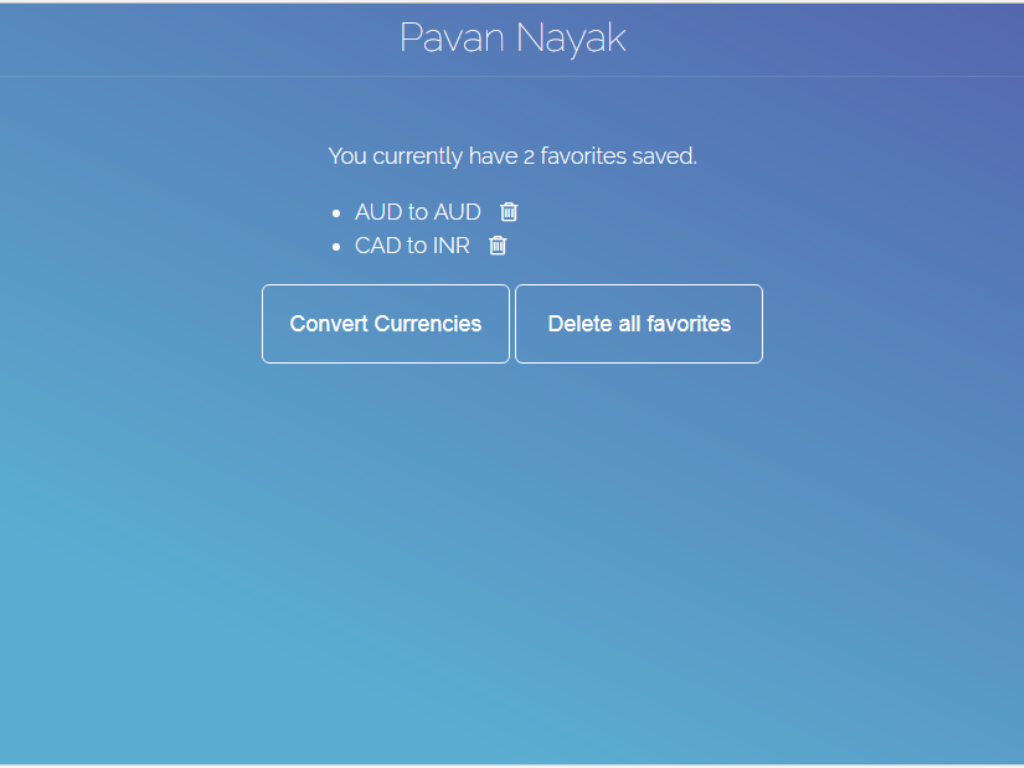 Pavan Nayak
You currently have 2 favorites saved.
AUD to AUD
CAD to INR
Convert Currencies
Delete all favorites